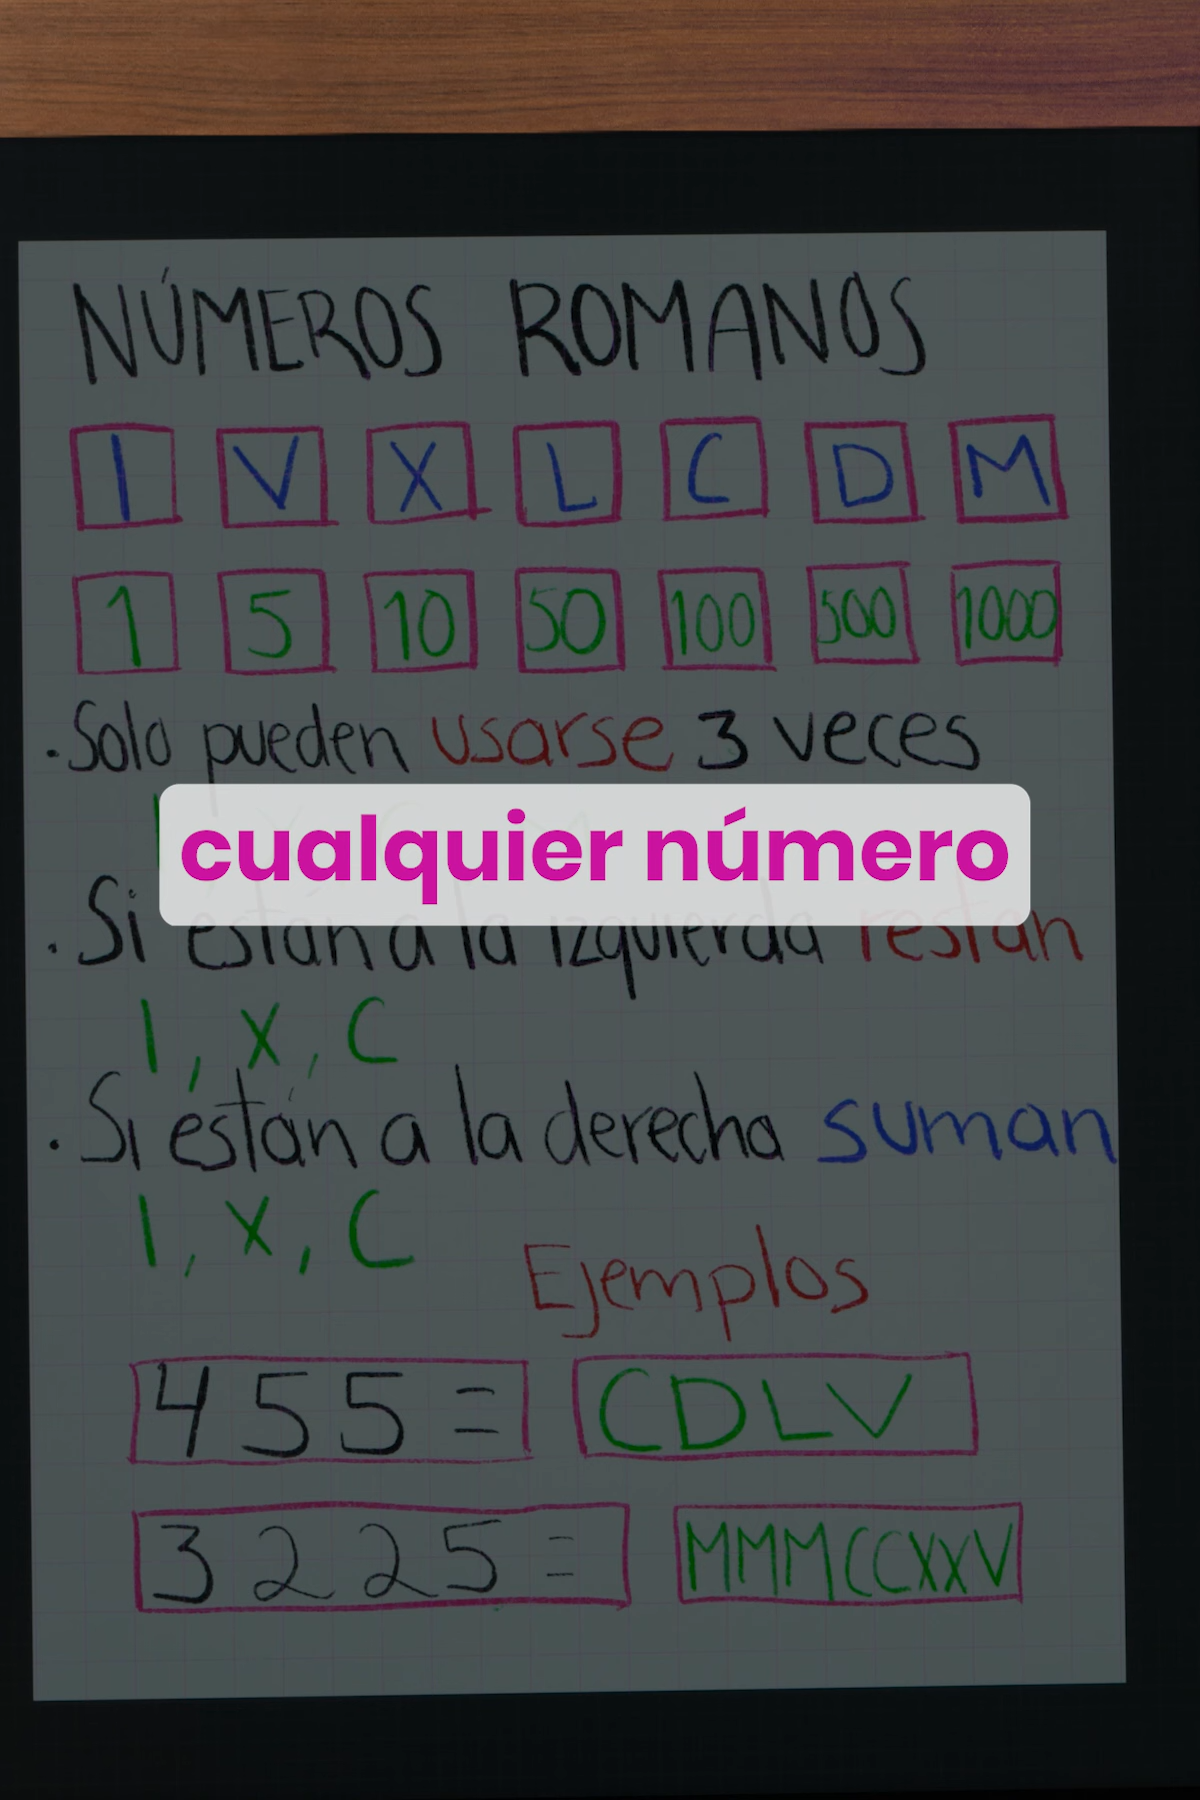 NÚMEROS ROMANOS
I V X L C D M
1 5 10 50 100 500 1000
. Solo pueden usarse 3 veces
cualquier número
. Si están a la izquierda restan
I, X, C
. Si están a la derecha suman
I, X, C
Ejemplos
455= CDLV
3225= MMMCCXXV